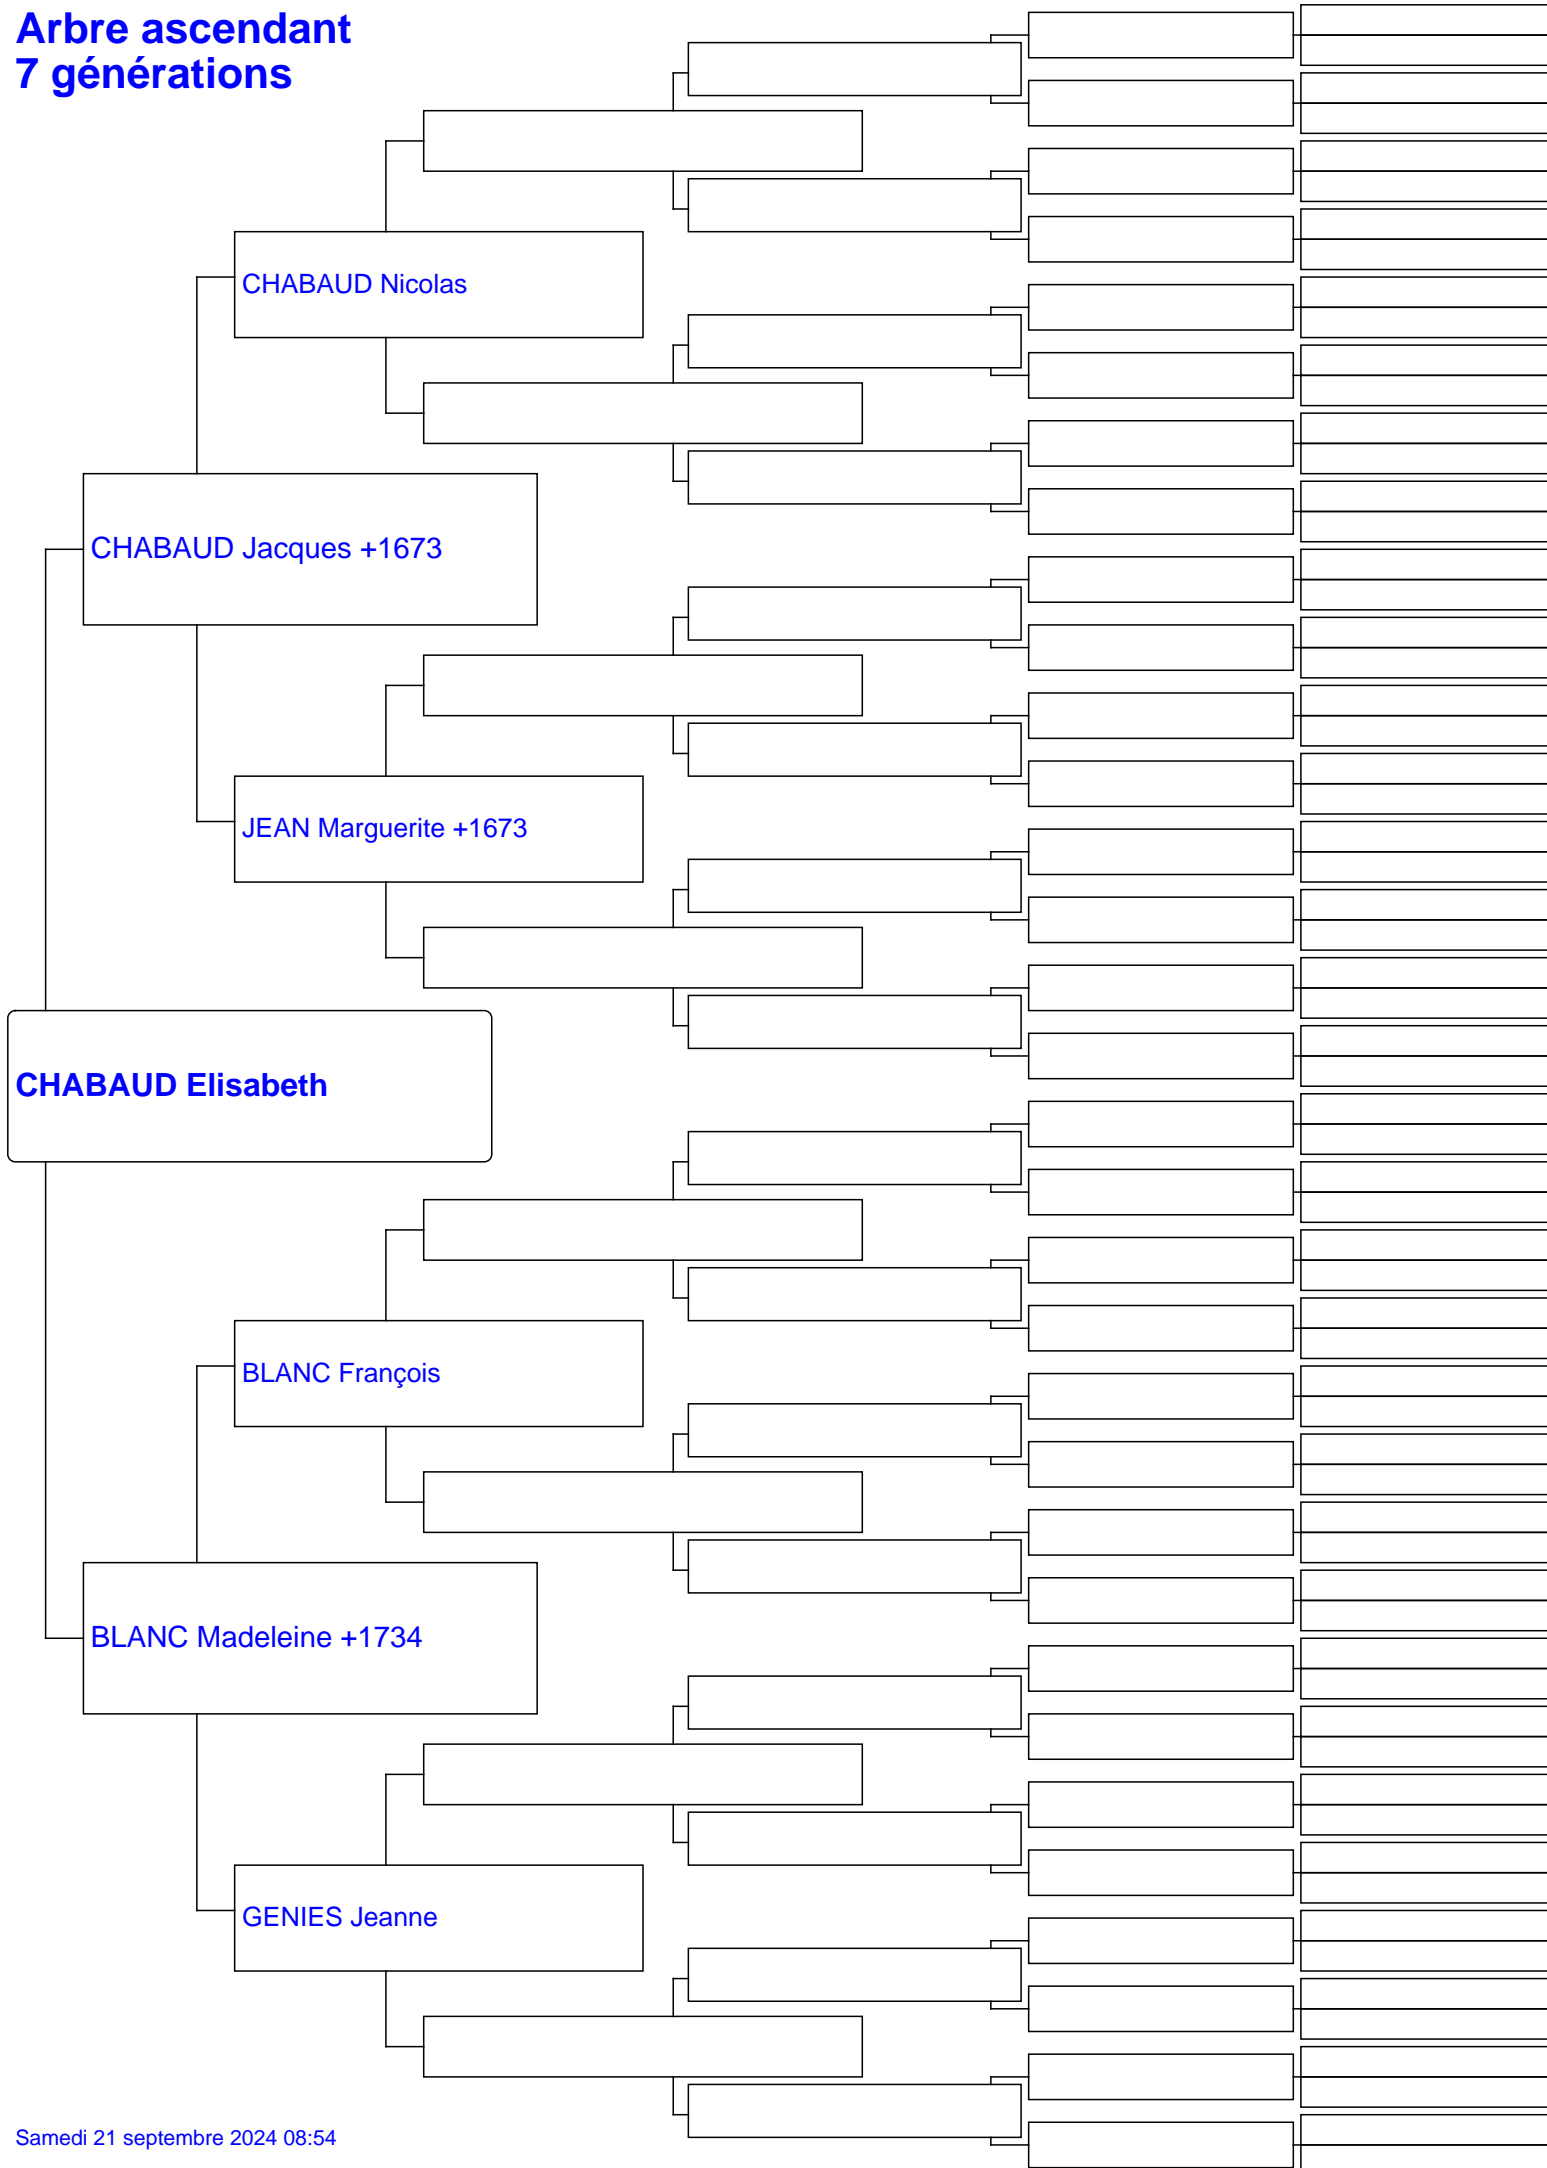 Arbre ascendant
7 générations
CHABAUD Nicolas
CHABAUD Jacques +1673
JEAN Marguerite +1673
CHABAUD Elisabeth
BLANC François
BLANC Madeleine +1734
GENIES Jeanne
Samedi 21 septembre 2024 08:54